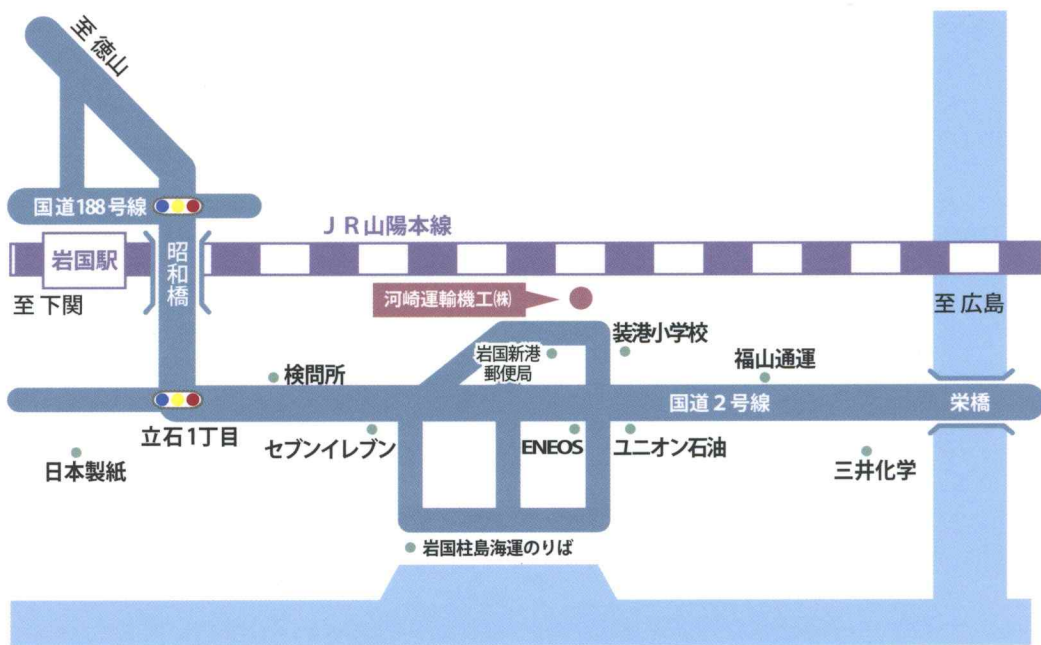 至 徳山
国道188号線
JR山陽本線
岩国駅
昭和橋
至 下関
河崎運輸機工㈱
至 広島
装港小学校
岩国新港
郵便局
福山通運
検問所
国道2号線
栄橋
立石1丁目
セブンイレブン
ENEOS
ユニオン石油
日本製紙
三井化学
岩国柱島海運のりば